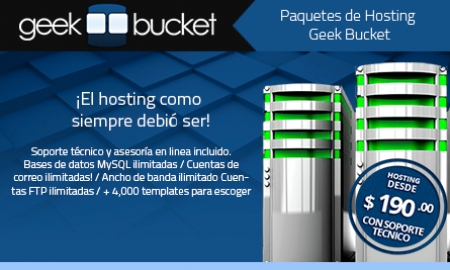 geek bucket
Paquetes de Hosting
Geek Bucket
¡El hosting como
siempre debió ser!
Soporte técnico y asesoría en linea incluido.
Bases de datos MySQL ilimitadas / Cuentas de
correo ilimitadas! / Ancho de banda ilimitado Cuen-
tas FTP ilimitadas / + 4,000 templates para escoger
HOSTING
DESDE
$ 190.00
CON SOPORTE
TECNICO